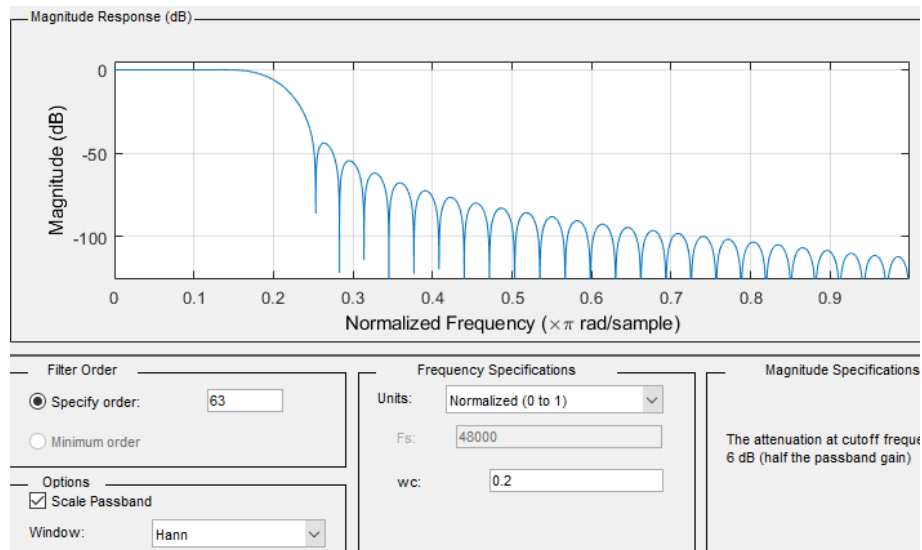 Magnitude Response (dB)
0
-50
-100
Magnitude (dB)
0 0.1 0.2 0.3 0.4 0.5 0.6 0.7 0.8 0.9
Normalized Frequency (×π rad/sample)
Filter Order
Specify order: 63
Minimum order
Options
Scale Passband
Window: Hann
Frequency Specifications
Units: Normalized (0 to 1)
Fs: 48000
wc: 0.2
Magnitude Specifications
The attenuation at cutoff freque
6 dB (half the passband gain)